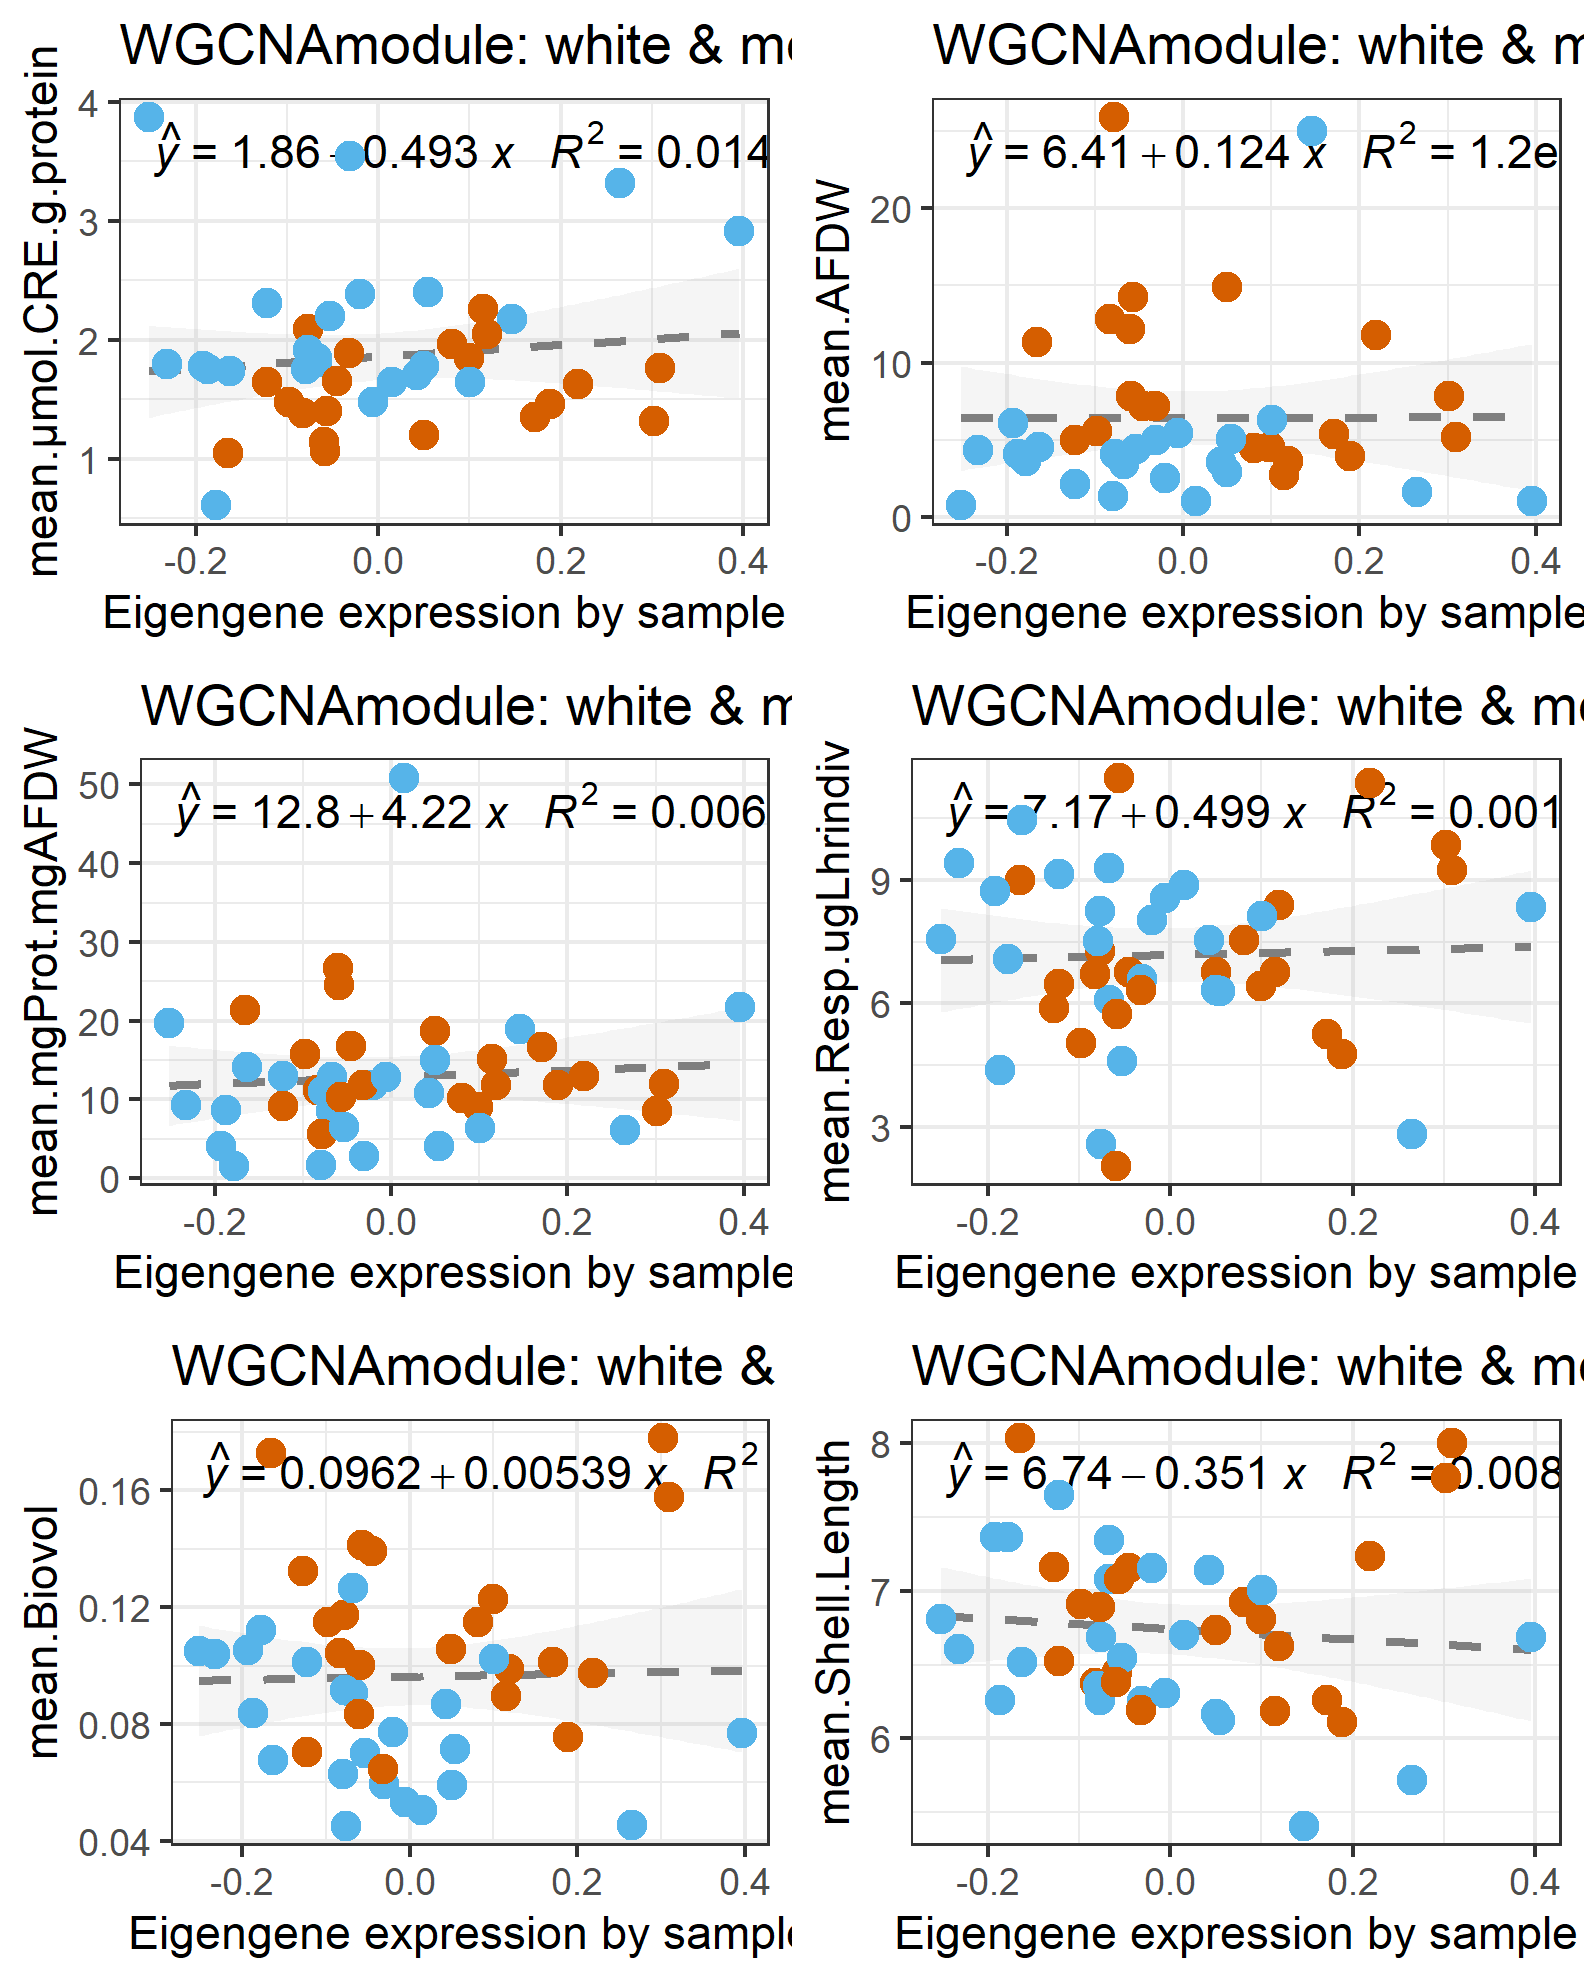 WGCNAmodule: white & m
mean.µmol.CRE.g.protein
4
3
2
1
ŷ = 1.86 + 0.493 x R² = 0.014
-0.2 0.0 0.2 0.4
Eigengene expression by sample
WGCNAmodule: white & m
mean.AFDW
20
10
0
ŷ = 6.41 + 0.124 x R² = 1.2e
-0.2 0.0 0.2 0.4
Eigengene expression by sample
WGCNAmodule: white & m
mean.mgProt.mgAFDW
50
40
30
20
10
0
ŷ = 12.8 + 4.22 x R² = 0.006
-0.2 0.0 0.2 0.4
Eigengene expression by sample
WGCNAmodule: white & m
mean.Resp.ugLhrindiv
9
6
3
ŷ = 7.17 + 0.499 x R² = 0.001
-0.2 0.0 0.2 0.4
Eigengene expression by sample
WGCNAmodule: white &
mean.Biovol
0.16
0.12
0.08
0.04
ŷ = 0.0962 + 0.00539 x R²
-0.2 0.0 0.2 0.4
Eigengene expression by sampl
WGCNAmodule: white & m
mean.Shell.Length
8
7
6
ŷ = 6.74 − 0.351 x R² = 0.008
-0.2 0.0 0.2 0.4
Eigengene expression by sample